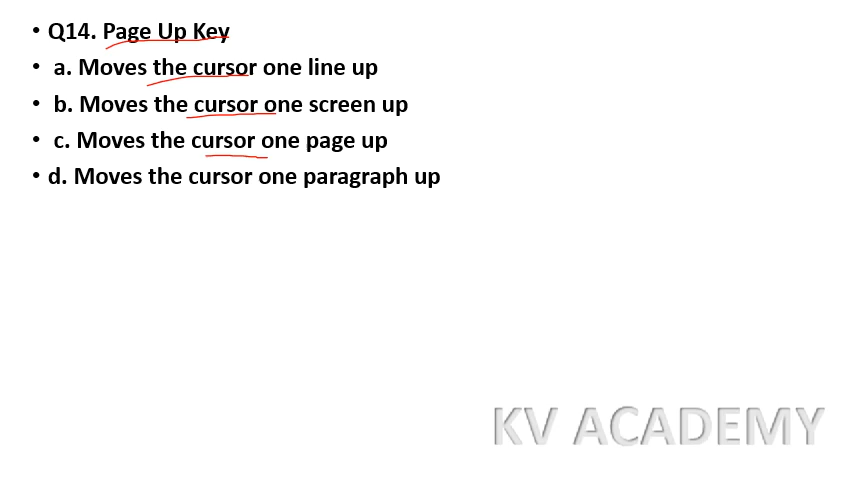 • Q14. Page Up Key
• a. Moves the cursor one line up
• b. Moves the cursor one screen up
• c. Moves the cursor one page up
• d. Moves the cursor one paragraph up
KV ACADEMY